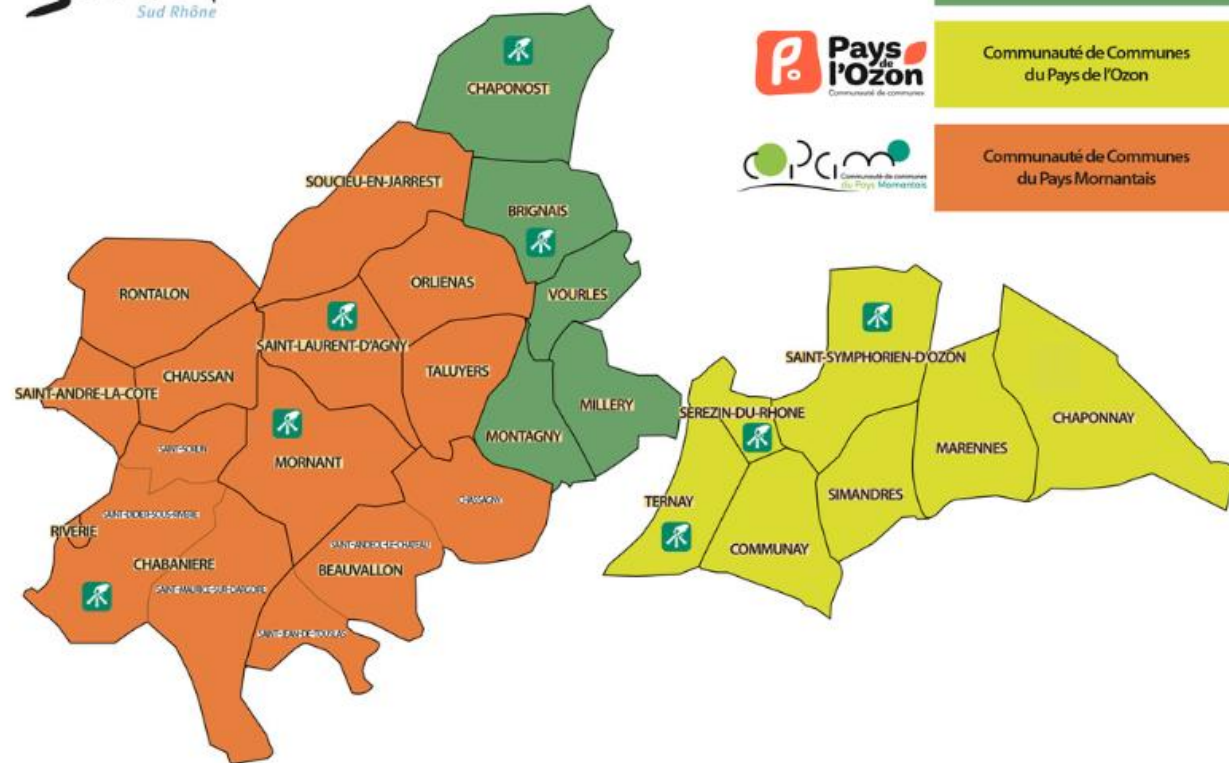 Sud Rhône
Pays
de
l'Ozon
Communauté de communes
Communauté de Communes
du Pays de l'Ozon
Communauté de communes
du Pays Mornantais
Communauté de Communes
du Pays Mornantais
CHAPONOST
SOUCIEU-EN-JARREST
BRIGNAIS
ORLIENAS
RONTALON
VOURLES
SAINT-LAURENT-D'AGNY
SAINT-SYMPHORIEN-D'OZON
CHAUSSAN
TALUYERS
SAINT-ANDRE-LA-COTE
MILLERY
SEREZIN-DU-RHONE
CHAPONNAY
MONTAGNY
SAINT-SORLIN
MARENNES
MORNANT
CHASSAGNY
SIMANDRES
TERNAY
SAINT-DIDIER-SOUS-RIVERIE
RIVERIE
SAINT-ANDEOL-LE-CHATEAU
COMMUNAY
CHABANIERE
BEAUVALLON
SAINT-MAURICE-SUR-DARGOIRE
SAINT-JEAN-DE-TOUSLAS